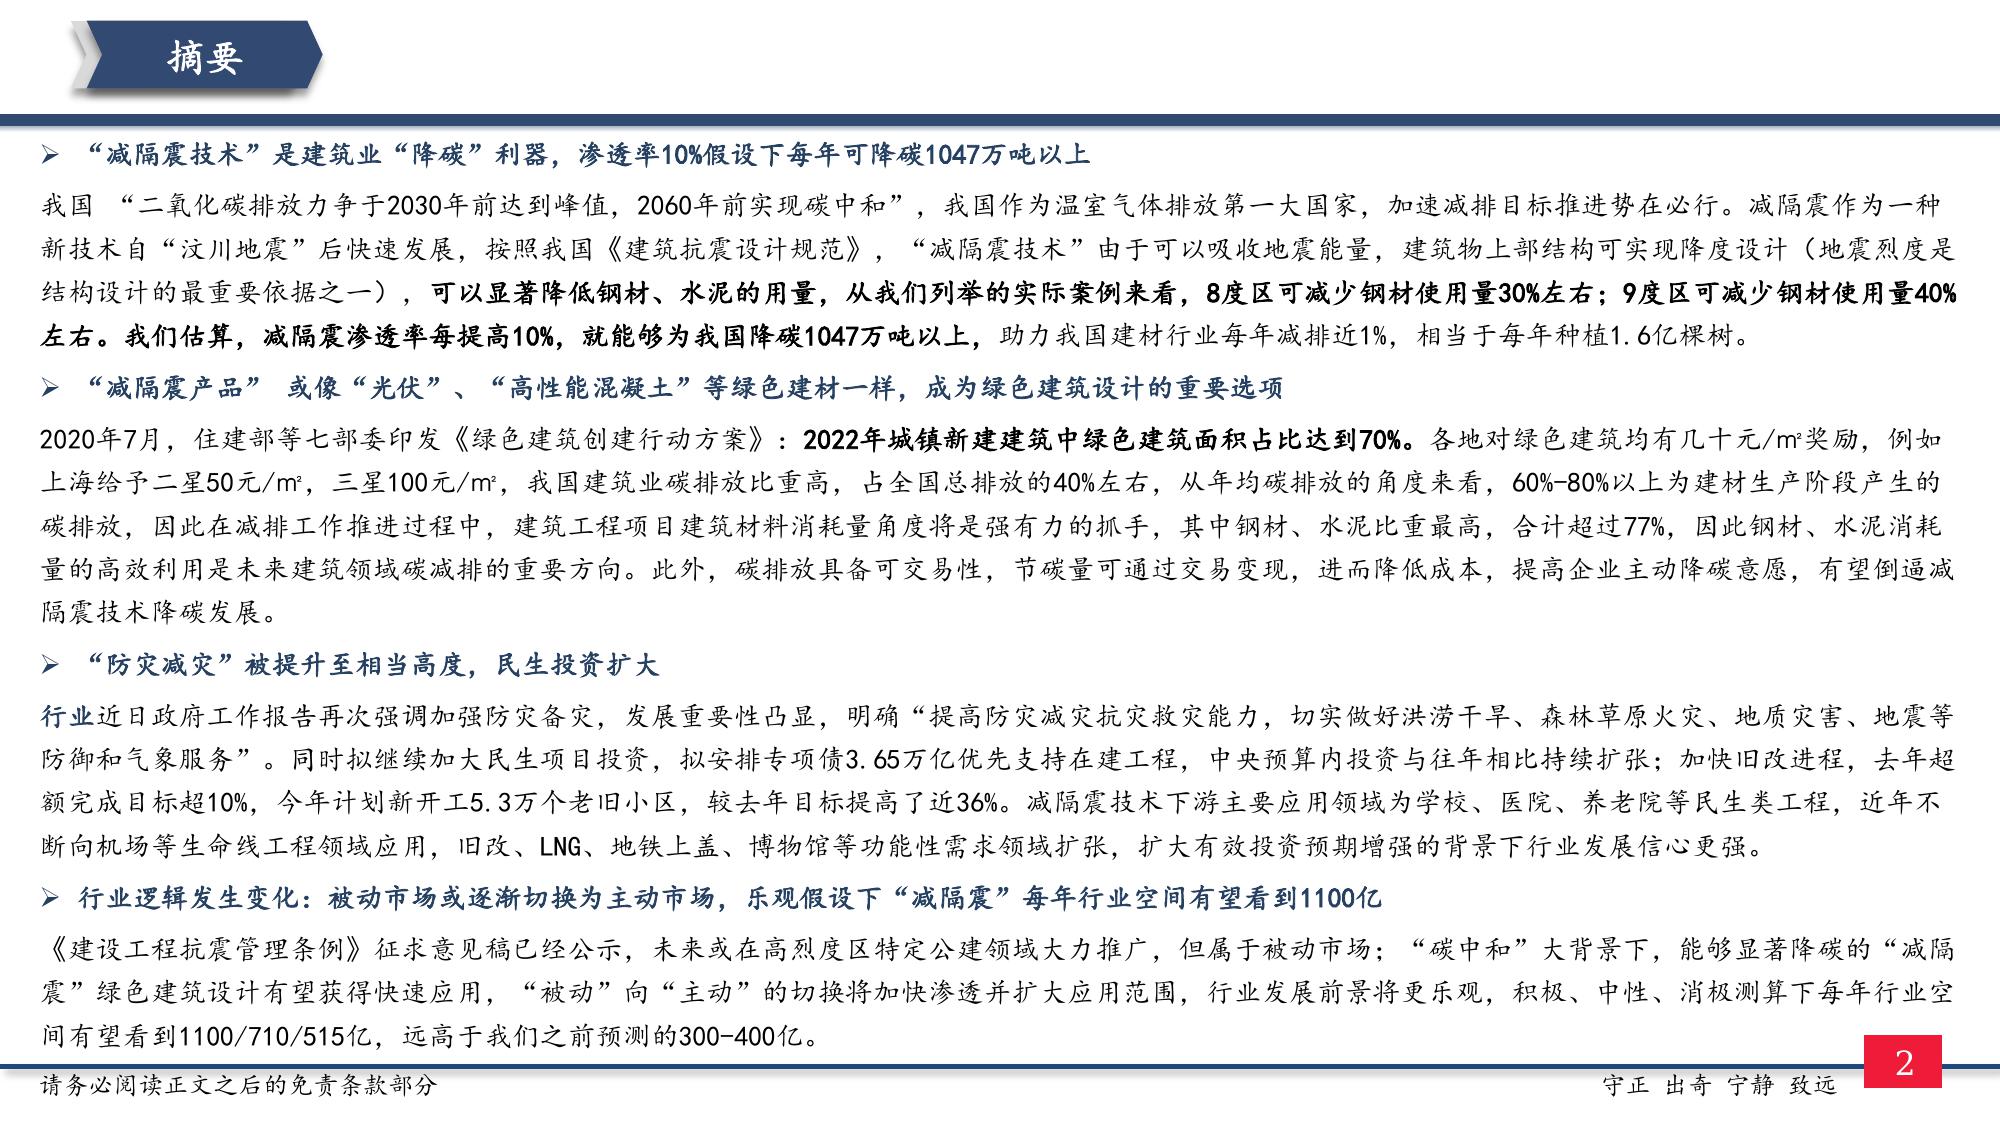 摘要
➢ “减隔震技术”是建筑业“降碳”利器，渗透率10%假设下每年可降碳1047万吨以上
我国 “二氧化碳排放力争于2030年前达到峰值，2060年前实现碳中和”，我国作为温室气体排放第一大国家，加速减排目标推进势在必行。减隔震作为一种
新技术自“汶川地震”后快速发展，按照我国《建筑抗震设计规范》，“减隔震技术”由于可以吸收地震能量，建筑物上部结构可实现降度设计（地震烈度是
结构设计的最重要依据之一），可以显著降低钢材、水泥的用量，从我们列举的实际案例来看，8度区可减少钢材使用量30%左右；9度区可减少钢材使用量40%
左右。我们估算，减隔震渗透率每提高10%，就能够为我国降碳1047万吨以上，助力我国建材行业每年减排近1%，相当于每年种植1.6亿棵树。
➢ “减隔震产品” 或像“光伏”、“高性能混凝土”等绿色建材一样，成为绿色建筑设计的重要选项
2020年7月，住建部等七部委印发《绿色建筑创建行动方案》：2022年城镇新建建筑中绿色建筑面积占比达到70%。各地对绿色建筑均有几十元/㎡奖励，例如
上海给予二星50元/㎡，三星100元/㎡，我国建筑业碳排放比重高，占全国总排放的40%左右，从年均碳排放的角度来看，60%-80%以上为建材生产阶段产生的
碳排放，因此在减排工作推进过程中，建筑工程项目建筑材料消耗量角度将是强有力的抓手，其中钢材、水泥比重最高，合计超过77%，因此钢材、水泥消耗
量的高效利用是未来建筑领域碳减排的重要方向。此外，碳排放具备可交易性，节碳量可通过交易变现，进而降低成本，提高企业主动降碳意愿，有望倒逼减
隔震技术降碳发展。
➢ “防灾减灾”被提升至相当高度，民生投资扩大
行业近日政府工作报告再次强调加强防灾备灾，发展重要性凸显，明确“提高防灾减灾抗灾救灾能力，切实做好洪涝干旱、森林草原火灾、地质灾害、地震等
防御和气象服务”。同时拟继续加大民生项目投资，拟安排专项债3.65万亿优先支持在建工程，中央预算内投资与往年相比持续扩张；加快旧改进程，去年超
额完成目标超10%，今年计划新开工5.3万个老旧小区，较去年目标提高了近36%。减隔震技术下游主要应用领域为学校、医院、养老院等民生类工程，近年不
断向机场等生命线工程领域应用，旧改、LNG、地铁上盖、博物馆等功能性需求领域扩张，扩大有效投资预期增强的背景下行业发展信心更强。
➢ 行业逻辑发生变化：被动市场或逐渐切换为主动市场，乐观假设下“减隔震”每年行业空间有望看到1100亿
《建设工程抗震管理条例》征求意见稿已经公示，未来或在高烈度区特定公建领域大力推广，但属于被动市场；“碳中和”大背景下，能够显著降碳的“减隔
震”绿色建筑设计有望获得快速应用，“被动”向“主动”的切换将加快渗透并扩大应用范围，行业发展前景将更乐观，积极、中性、消极测算下每年行业空
间有望看到1100/710/515亿，远高于我们之前预测的300-400亿。
请务必阅读正文之后的免责条款部分
守正 出奇 宁静 致远
2